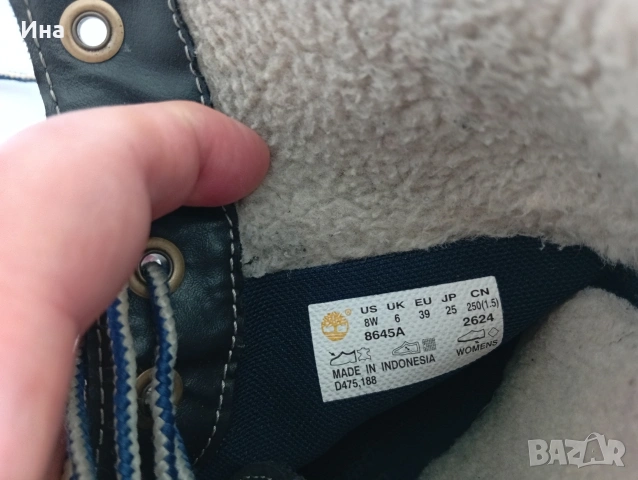 Ина
US UK EU JP CN
8W 6 39 25 250(1.5)
8645A 2624
WOMENS
MADE IN INDONESIA
D475,188
BAZAR